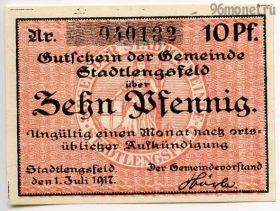 96monet.ru
Nr. 940132 10 Pf.
Gutschein der Gemeinde
Stadtlengsfeld
über
Zehn Pfennig.
Ungültig einen Monat nach orts-
üblicher Aufkündigung
Stadtlengsfeld, Der Gemeindevorstand
den 1. Juli 1917.